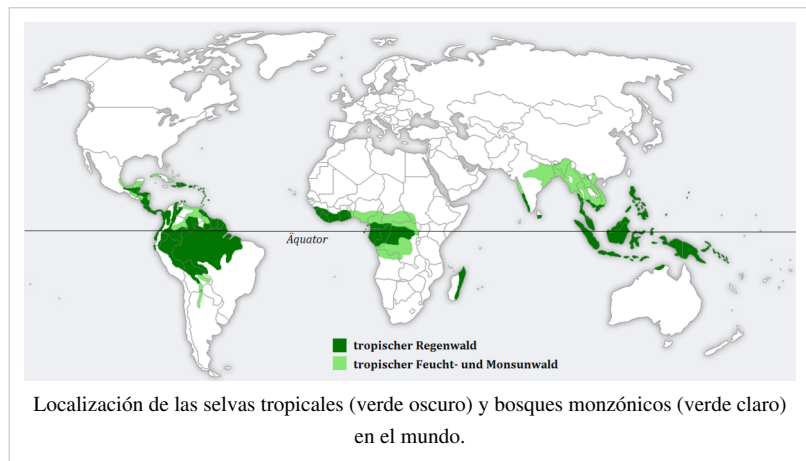 Äquator
tropischer Regenwald
tropischer Feucht- und Monsunwald
Localización de las selvas tropicales (verde oscuro) y bosques monzónicos (verde claro)
en el mundo.